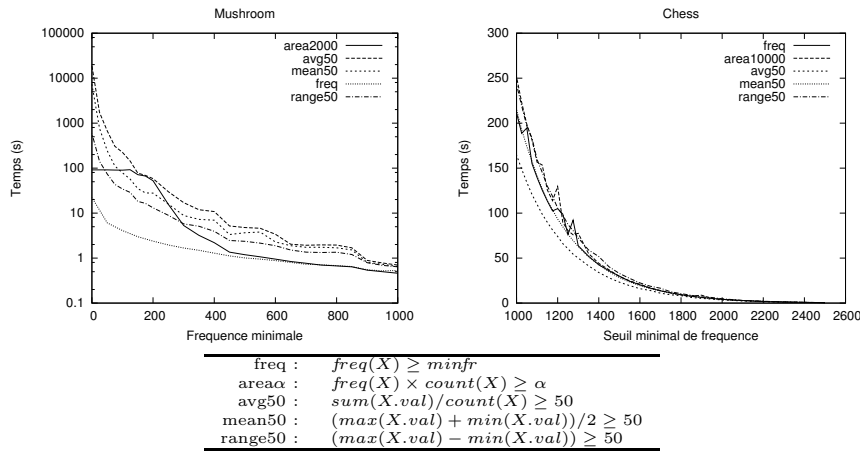 Mushroom
100000
10000
1000
100
10
1
0.1
Temps (s)
0 200 400 600 800 1000
Frequence minimale
area2000
avg50
mean50
freq
range50
Chess
300
250
200
150
100
50
0
Temps (s)
1000 1200 1400 1600 1800 2000 2200 2400 2600
Seuil minimal de frequence
freq
area10000
avg50
mean50
range50
freq : freq(X) ≥ minfr
areaα : freq(X) × count(X) ≥ α
avg50 : sum(X.val)/count(X) ≥ 50
mean50 : (max(X.val) + min(X.val))/2 ≥ 50
range50 : (max(X.val) − min(X.val)) ≥ 50